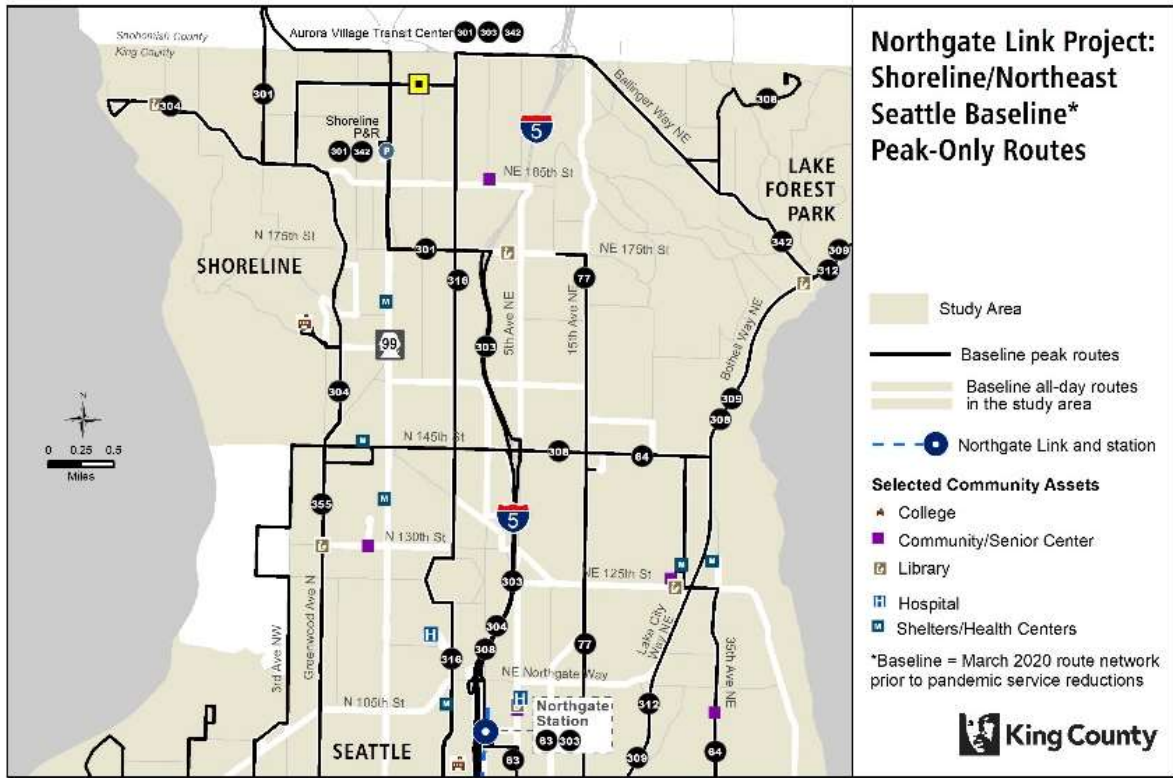 Northgate Link Project:
Shoreline/Northeast
Seattle Baseline*
Peak-Only Routes
Study Area
Baseline peak routes
Baseline all-day routes
in the study area
Northgate Link and station
Selected Community Assets
College
Community/Senior Center
Library
H Hospital
M Shelters/Health Centers
*Baseline = March 2020 route network
prior to pandemic service reductions
King County
Snohomish County
King County
Aurora Village Transit Center 301 303 342
304
301
Shoreline
P&R
301 342
P
5
Ballinger Way NE
308
LAKE
FOREST
PARK
NE 185th St
N 175th St
301
NE 175th St
342
309
312
SHORELINE
316
77
M
99
303
5th Ave NE
15th Ave NE
Bothell Way NE
304
309
308
N
0 0.25 0.5
Miles
M
N 145th St
308
64
355
M
5
N 130th St
303
NE 125th St
M
M
Greenwood Ave N
3rd Ave NW
304
H
316
308
77
Lake City
Way NE
35th Ave NE
NE Northgate Way
N 105th St
M
H
Northgate
Station
63 303
312
SEATTLE
63
309
64